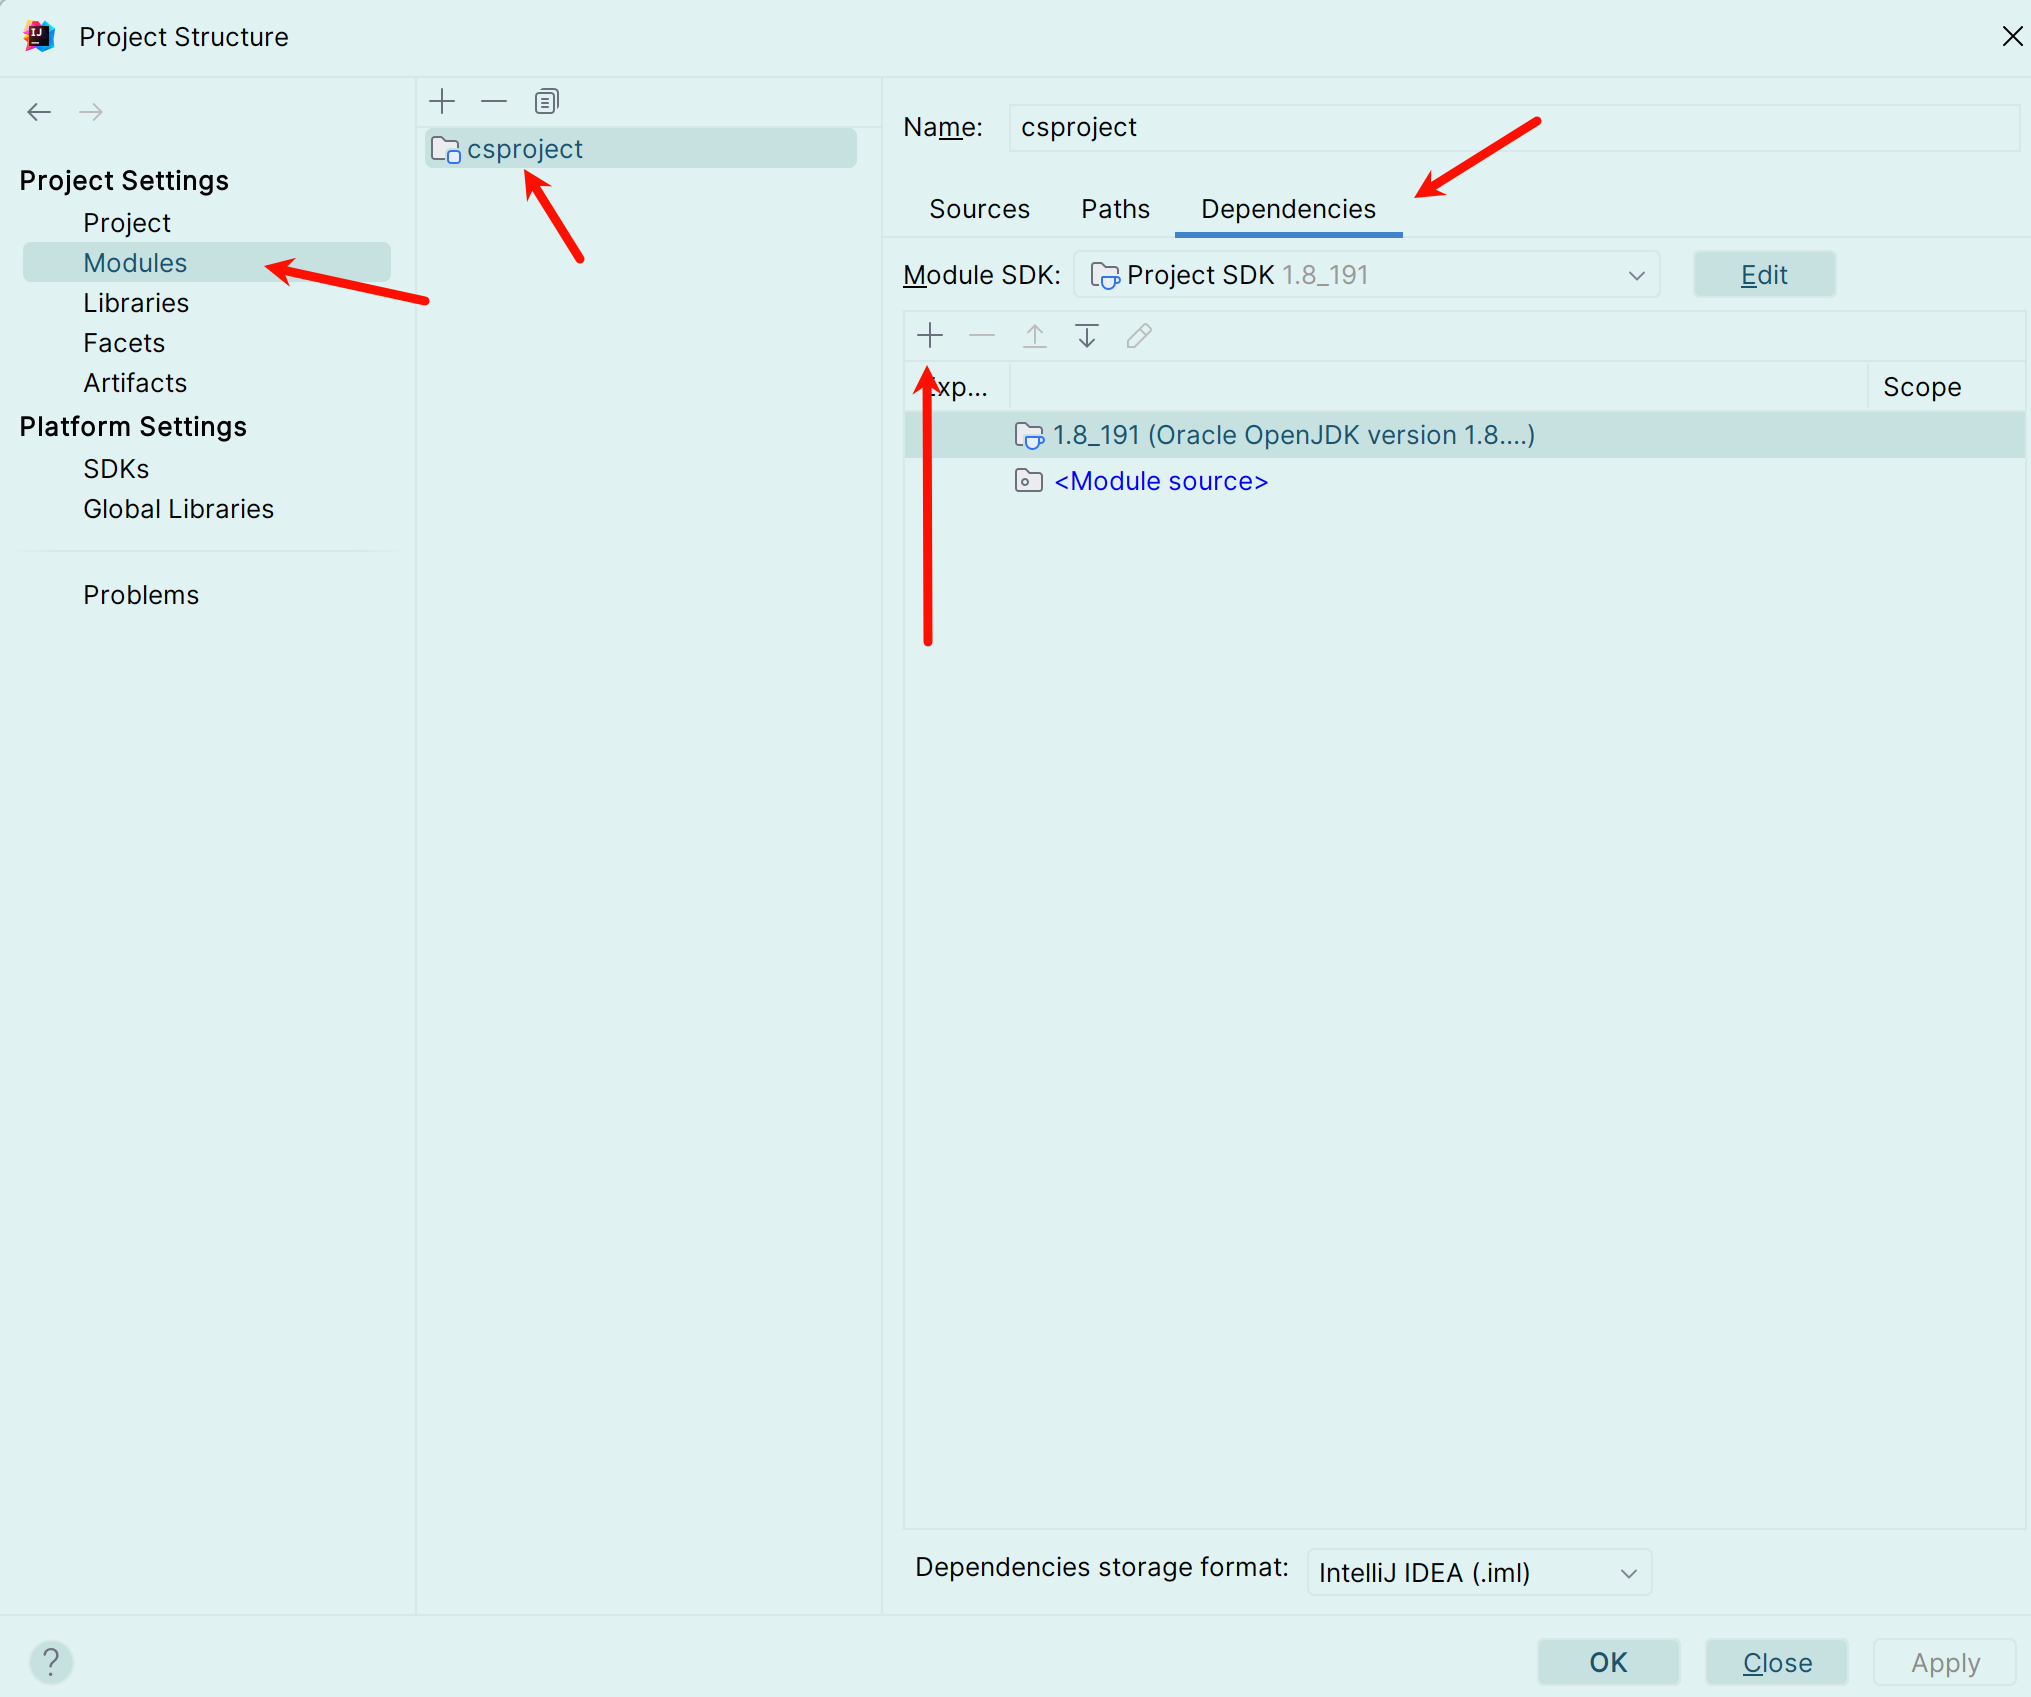 Project Structure
Project Settings
Project
Modules
Libraries
Facets
Artifacts
Platform Settings
SDKs
Global Libraries
Problems
csproject
Name: csproject
Sources Paths Dependencies
Module SDK: Project SDK 1.8_191 Edit
Exp... Scope
1.8_191 (Oracle OpenJDK version 1.8....)
<Module source>
Dependencies storage format: IntelliJ IDEA (.iml)
? OK Close Apply